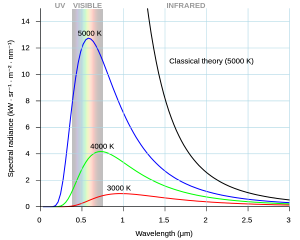 UV VISIBLE INFRARED
14
12
10
8
6
4
2
0
Spectral radiance (kW · sr⁻¹ · m⁻² · nm⁻¹)
5000 K
Classical theory (5000 K)
4000 K
3000 K
0 0.5 1 1.5 2 2.5 3
Wavelength (μm)